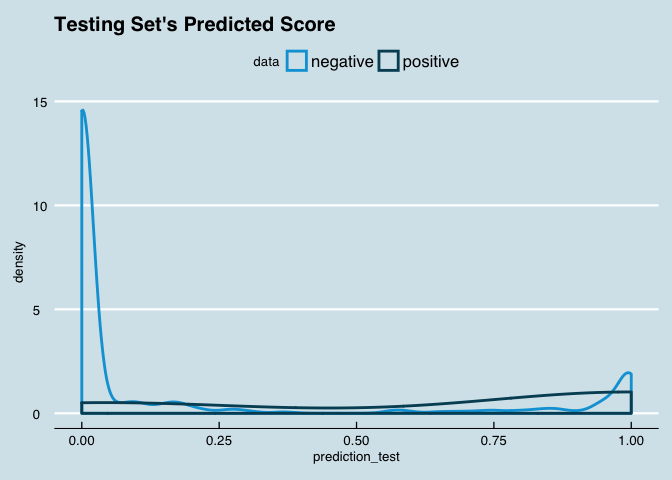 Testing Set's Predicted Score
data negative positive
15
10
5
0
density
0.00 0.25 0.50 0.75 1.00
prediction_test